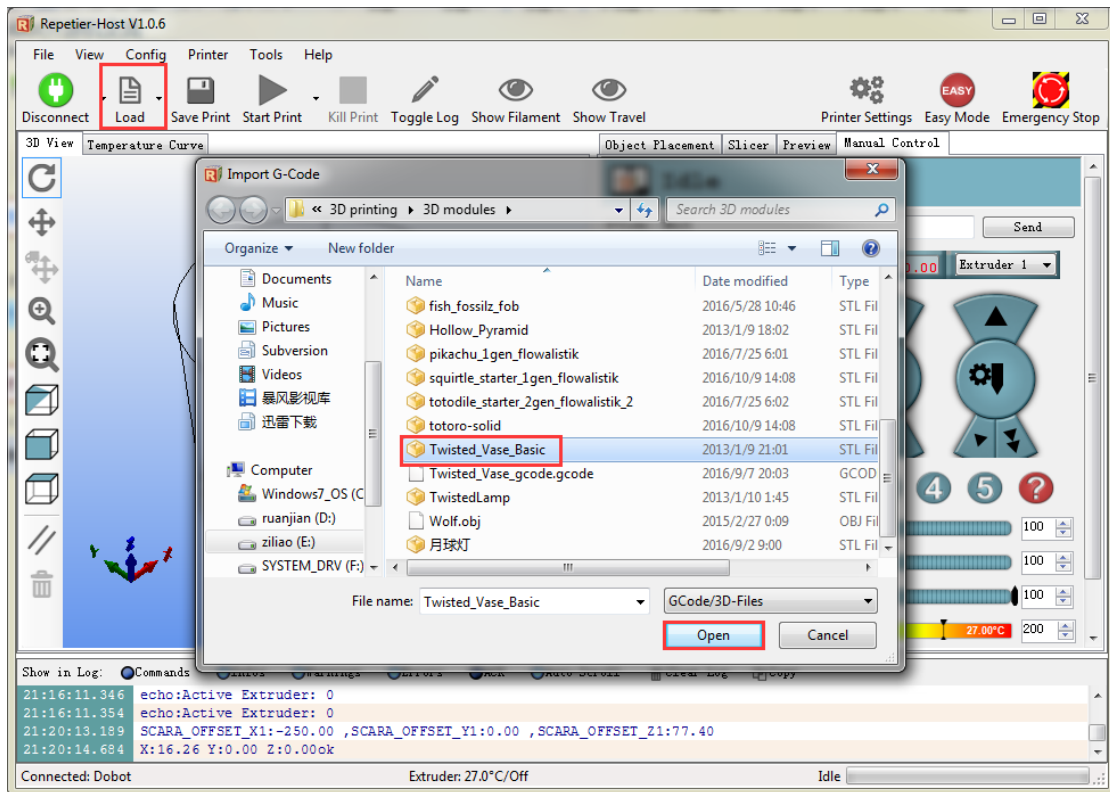 Repetier-Host V1.0.6
File View Config Printer Tools Help
Disconnect Load Save Print Start Print Kill Print Toggle Log Show Filament Show Travel Printer Settings Easy Mode Emergency Stop
EASY
3D View Temperature Curve Object Placement Slicer Preview Manual Control
Import G-Code
Idle
« 3D printing 3D modules Search 3D modules
Send
Organize New folder
Extruder 1
Documents
Music
Pictures
Subversion
Videos
暴风影视库
迅雷下载
Computer
Windows7_OS (C
ruanjian (D:)
ziliao (E:)
SYSTEM_DRV (F:)
Name Date modified Type
fish_fossilz_fob 2016/5/28 10:46 STL Fil
Hollow_Pyramid 2013/1/9 18:02 STL Fil
pikachu_1gen_flowalistik 2016/7/25 6:01 STL Fil
squirtle_starter_1gen_flowalistik 2016/10/9 14:08 STL Fil
totodile_starter_2gen_flowalistik_2 2016/7/25 6:02 STL Fil
totoro-solid 2016/10/9 14:08 STL Fil
Twisted_Vase_Basic 2013/1/9 21:01 STL Fil
Twisted_Vase_gcode.gcode 2016/9/7 20:03 GCOD
TwistedLamp 2013/1/10 1:45 STL Fil
Wolf.obj 2015/2/27 0:09 OBJ Fil
月球灯 2016/9/2 9:00 STL Fil
4 5 ?
100
100
100
27.00°C 200
File name: Twisted_Vase_Basic GCode/3D-Files
Open Cancel
Show in Log: Commands Infos Warnings Errors Ack Auto Scroll Clear Log Copy
21:16:11.346 echo:Active Extruder: 0
21:16:11.354 echo:Active Extruder: 0
21:20:13.189 SCARA_OFFSET_X1:-250.00 ,SCARA_OFFSET_Y1:0.00 ,SCARA_OFFSET_Z1:77.40
21:20:14.684 X:16.26 Y:0.00 Z:0.00ok
Connected: Dobot Extruder: 27.0°C/Off Idle